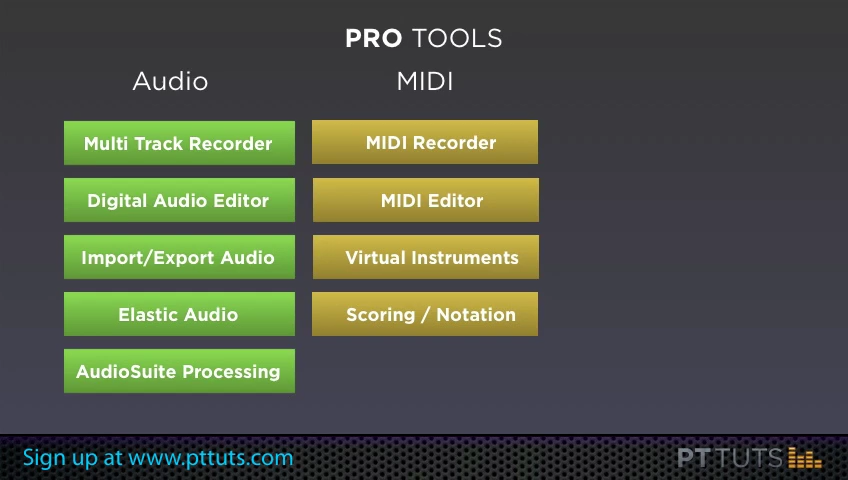 PRO TOOLS
Audio
MIDI
Multi Track Recorder
MIDI Recorder
Digital Audio Editor
MIDI Editor
Import/Export Audio
Virtual Instruments
Elastic Audio
Scoring / Notation
AudioSuite Processing
Sign up at www.pttuts.com
PT TUTS